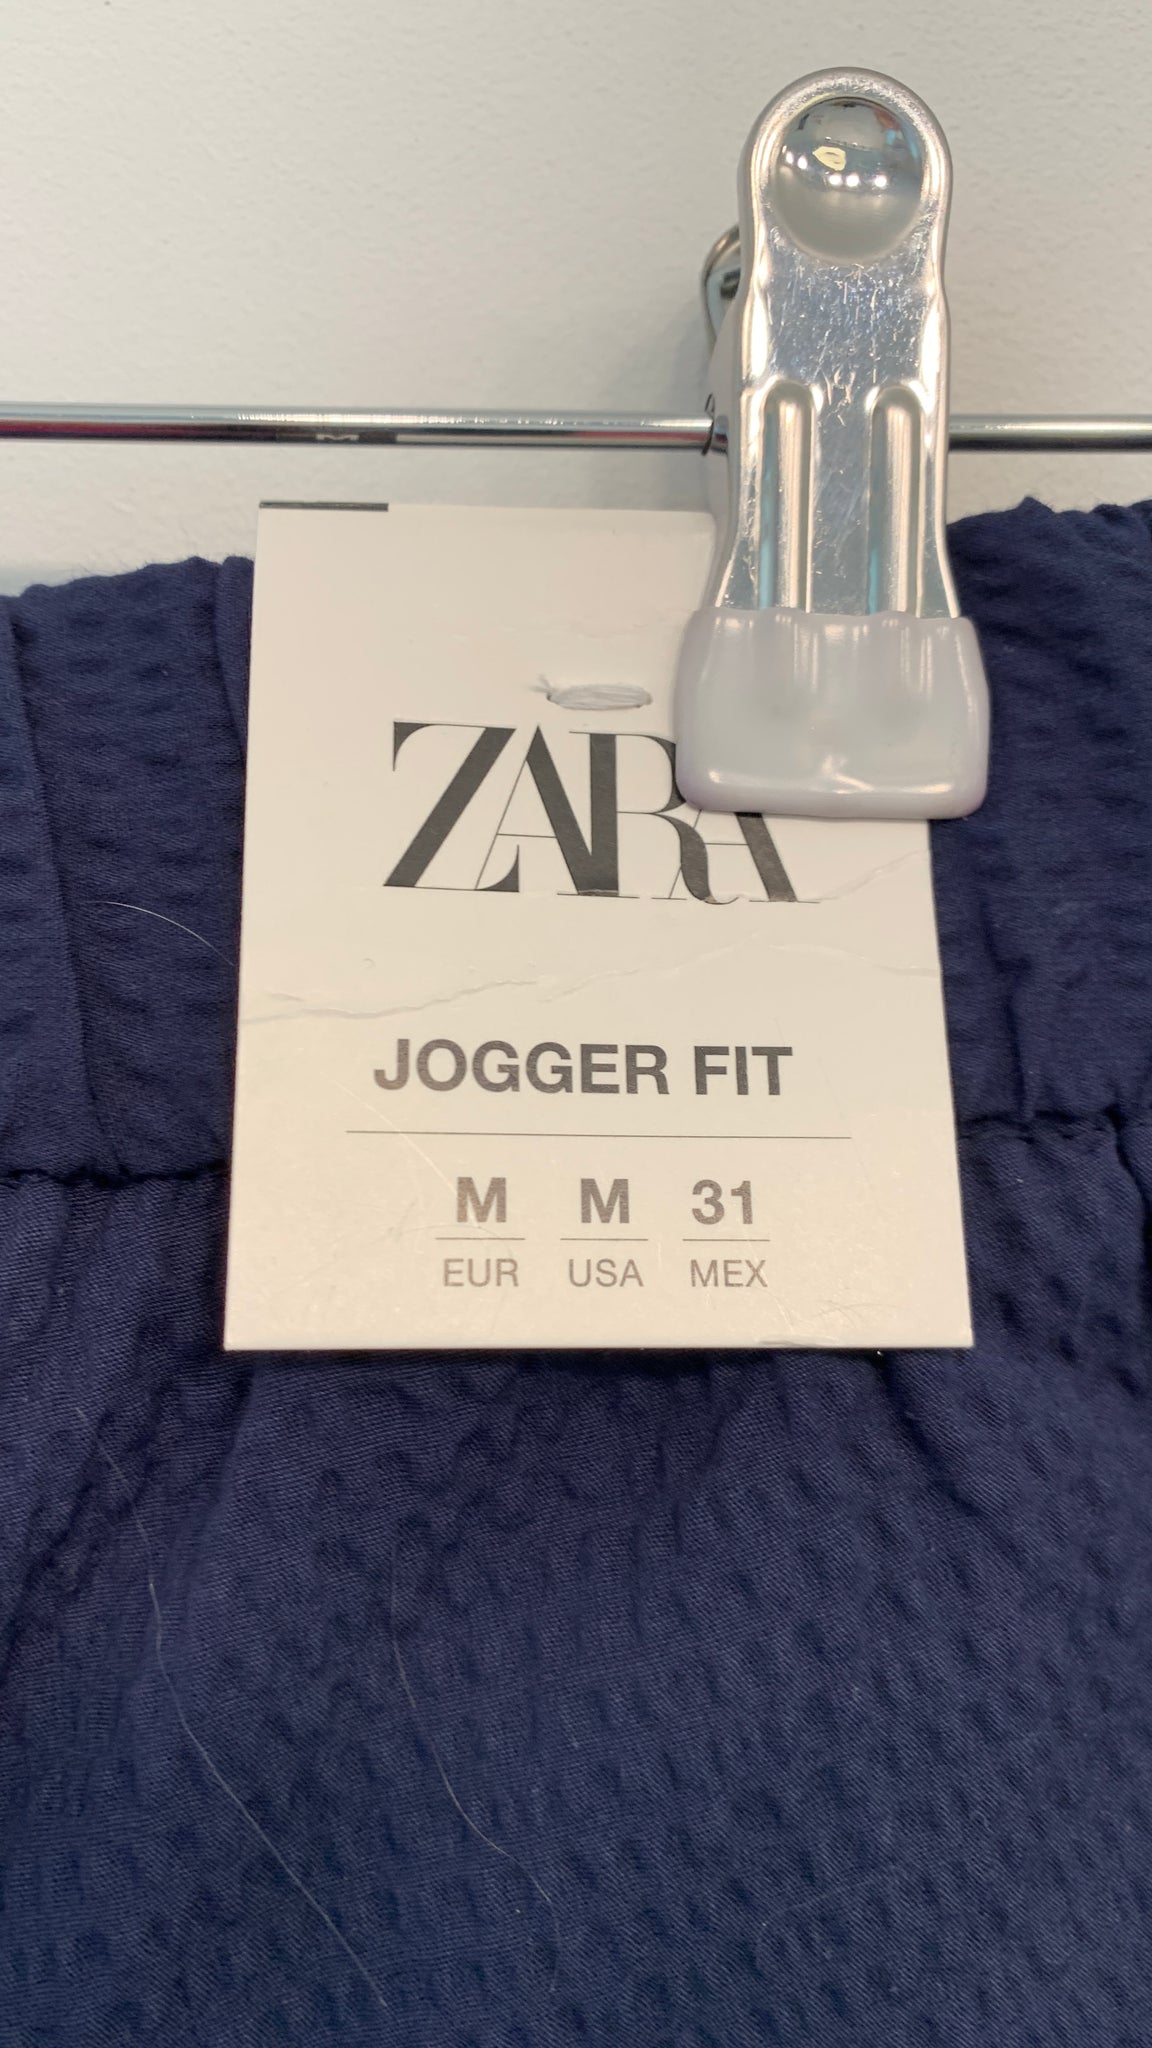 ZARA
JOGGER FIT
M M 31
EUR USA MEX